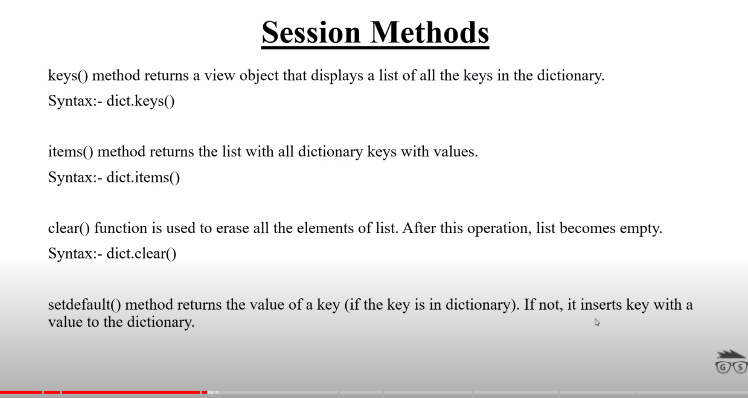 Session Methods
keys() method returns a view object that displays a list of all the keys in the dictionary.
Syntax:- dict.keys()
items() method returns the list with all dictionary keys with values.
Syntax:- dict.items()
clear() function is used to erase all the elements of list. After this operation, list becomes empty.
Syntax:- dict.clear()
setdefault() method returns the value of a key (if the key is in dictionary). If not, it inserts key with a
value to the dictionary.
G S